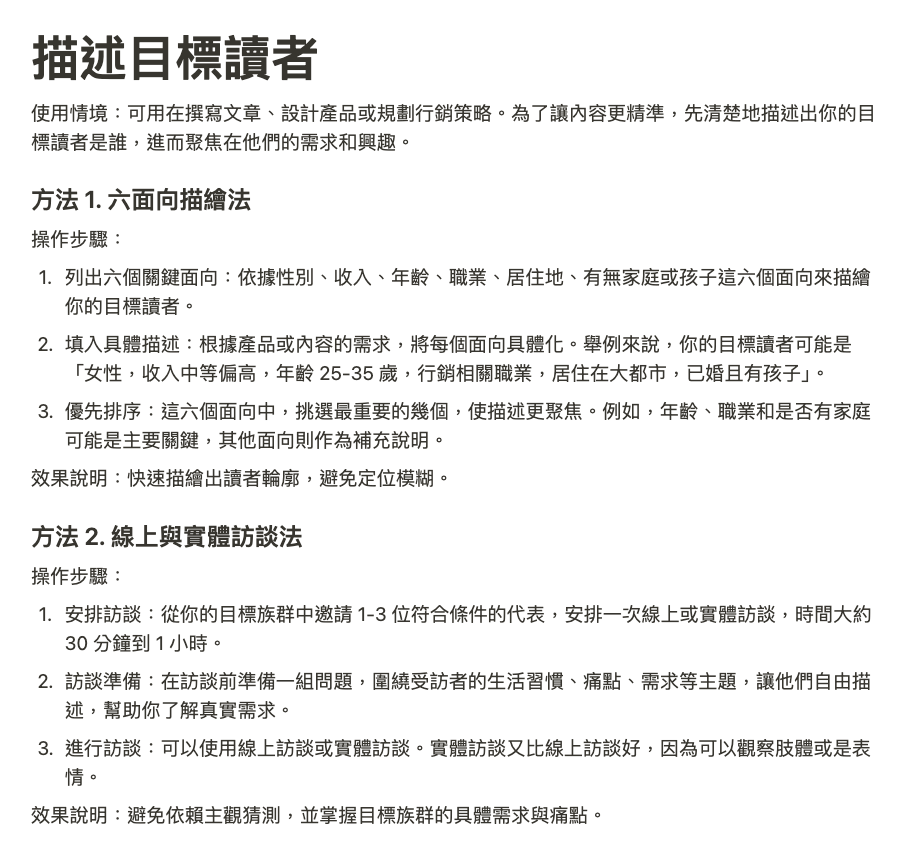 描述目標讀者
使用情境：可用在撰寫文章、設計產品或規劃行銷策略。為了讓內容更精準，先清楚地描述出你的目
標讀者是誰，進而聚焦在他們的需求和興趣。
方法 1. 六面向描繪法
操作步驟：
1. 列出六個關鍵面向：依據性別、收入、年齡、職業、居住地、有無家庭或孩子這六個面向來描繪
你的目標讀者。
2. 填入具體描述：根據產品或內容的需求，將每個面向具體化。舉例來說，你的目標讀者可能是
「女性，收入中等偏高，年齡 25-35 歲，行銷相關職業，居住在大都市，已婚且有孩子」。
3. 優先排序：這六個面向中，挑選最重要的幾個，使描述更聚焦。例如，年齡、職業和是否有家庭
可能是主要關鍵，其他面向則作為補充說明。
效果說明：快速描繪出讀者輪廓，避免定位模糊。
方法 2. 線上與實體訪談法
操作步驟：
1. 安排訪談：從你的目標族群中邀請 1-3 位符合條件的代表，安排一次線上或實體訪談，時間大約
30 分鐘到 1 小時。
2. 訪談準備：在訪談前準備一組問題，圍繞受訪者的生活習慣、痛點、需求等主題，讓他們自由描
述，幫助你了解真實需求。
3. 進行訪談：可以使用線上訪談或實體訪談。實體訪談又比線上訪談好，因為可以觀察肢體或是表
情。
效果說明：避免依賴主觀猜測，並掌握目標族群的具體需求與痛點。